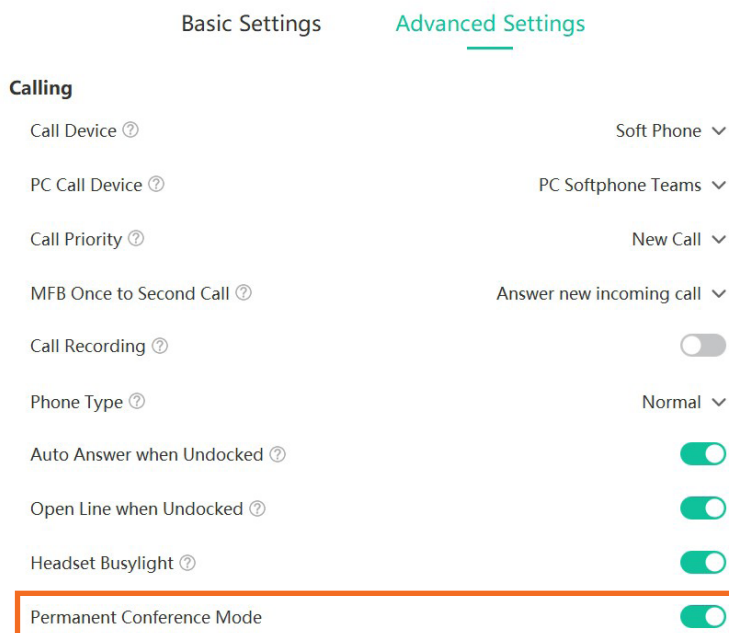 Basic Settings Advanced Settings
Calling
Call Device ? Soft Phone
PC Call Device ? PC Softphone Teams
Call Priority ? New Call
MFB Once to Second Call ? Answer new incoming call
Call Recording ?
Phone Type ? Normal
Auto Answer when Undocked ?
Open Line when Undocked ?
Headset Busylight ?
Permanent Conference Mode